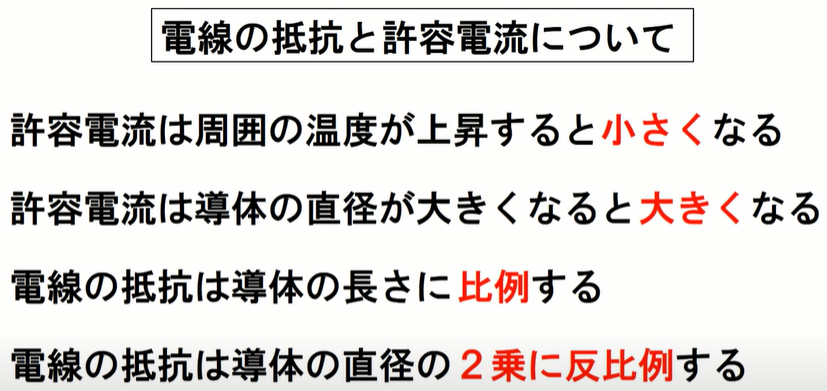 電線の抵抗と許容電流について
許容電流は周囲の温度が上昇すると小さくなる
許容電流は導体の直径が大きくなると大きくなる
電線の抵抗は導体の長さに比例する
電線の抵抗は導体の直径の２乗に反比例する